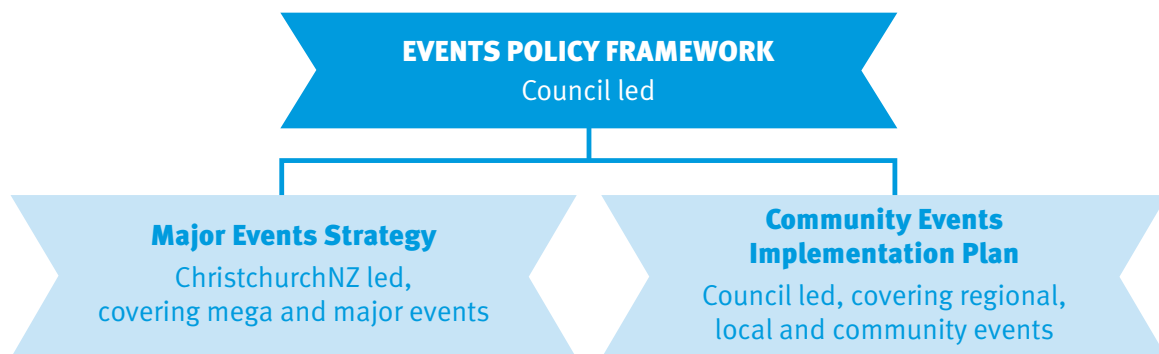 EVENTS POLICY FRAMEWORK
Council led
Major Events Strategy
ChristchurchNZ led,
covering mega and major events
Community Events
Implementation Plan
Council led, covering regional,
local and community events